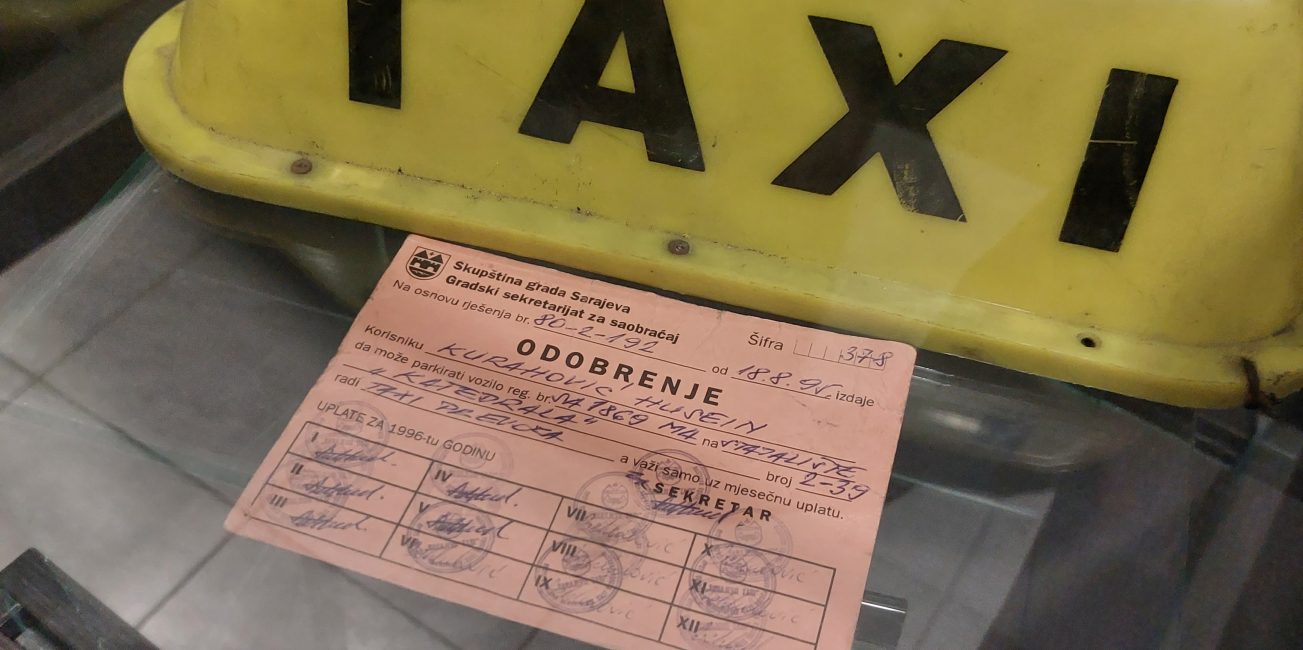 TAXI
Skupština grada Sarajeva
Gradski sekretarijat za saobraćaj
Šifra 378
Na osnovu rješenja br. 80-2-192 od 18.8.95. izdaje
ODOBRENJE
Korisniku KURAHOVIĆ HUSEIN
da može parkirati vozilo reg. br. SA 9869 M4 na STAJALIŠTE
"KATEDRALA" broj 2-39
radi TAXI PREVOZA a važi samo uz mjesečnu uplatu.
UPLATE ZA 1996-tu GODINU
SEKRETAR
I IV VII X
II V VIII XI
III VI IX XII